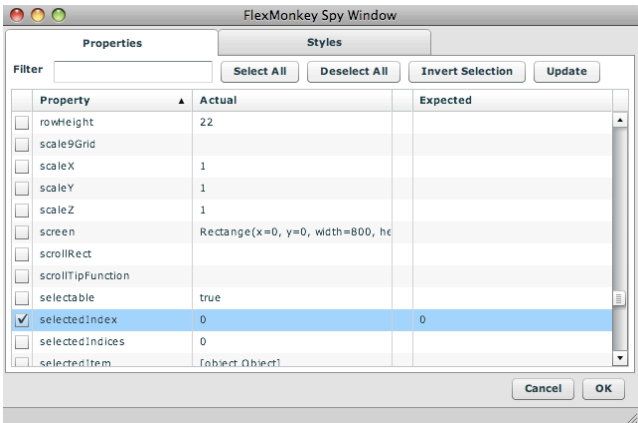 FlexMonkey Spy Window
Properties Styles
Filter Select All Deselect All Invert Selection Update
Property Actual Expected
rowHeight 22
scale9Grid
scaleX 1
scaleY 1
scaleZ 1
screen Rectange(x=0, y=0, width=800, he
scrollRect
scrollTipFunction
selectable true
selectedIndex 0 0
selectedIndices 0
selectedItem [object Object]
Cancel OK